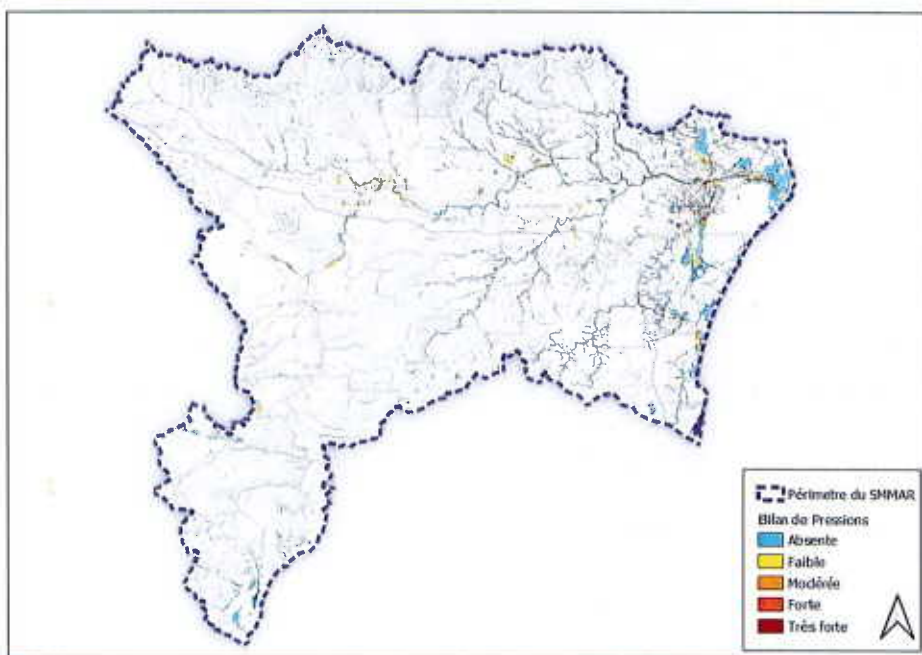 Périmetre du SMMAR
Bilan de Pressions
Absente
Faible
Modérée
Forte
Très forte